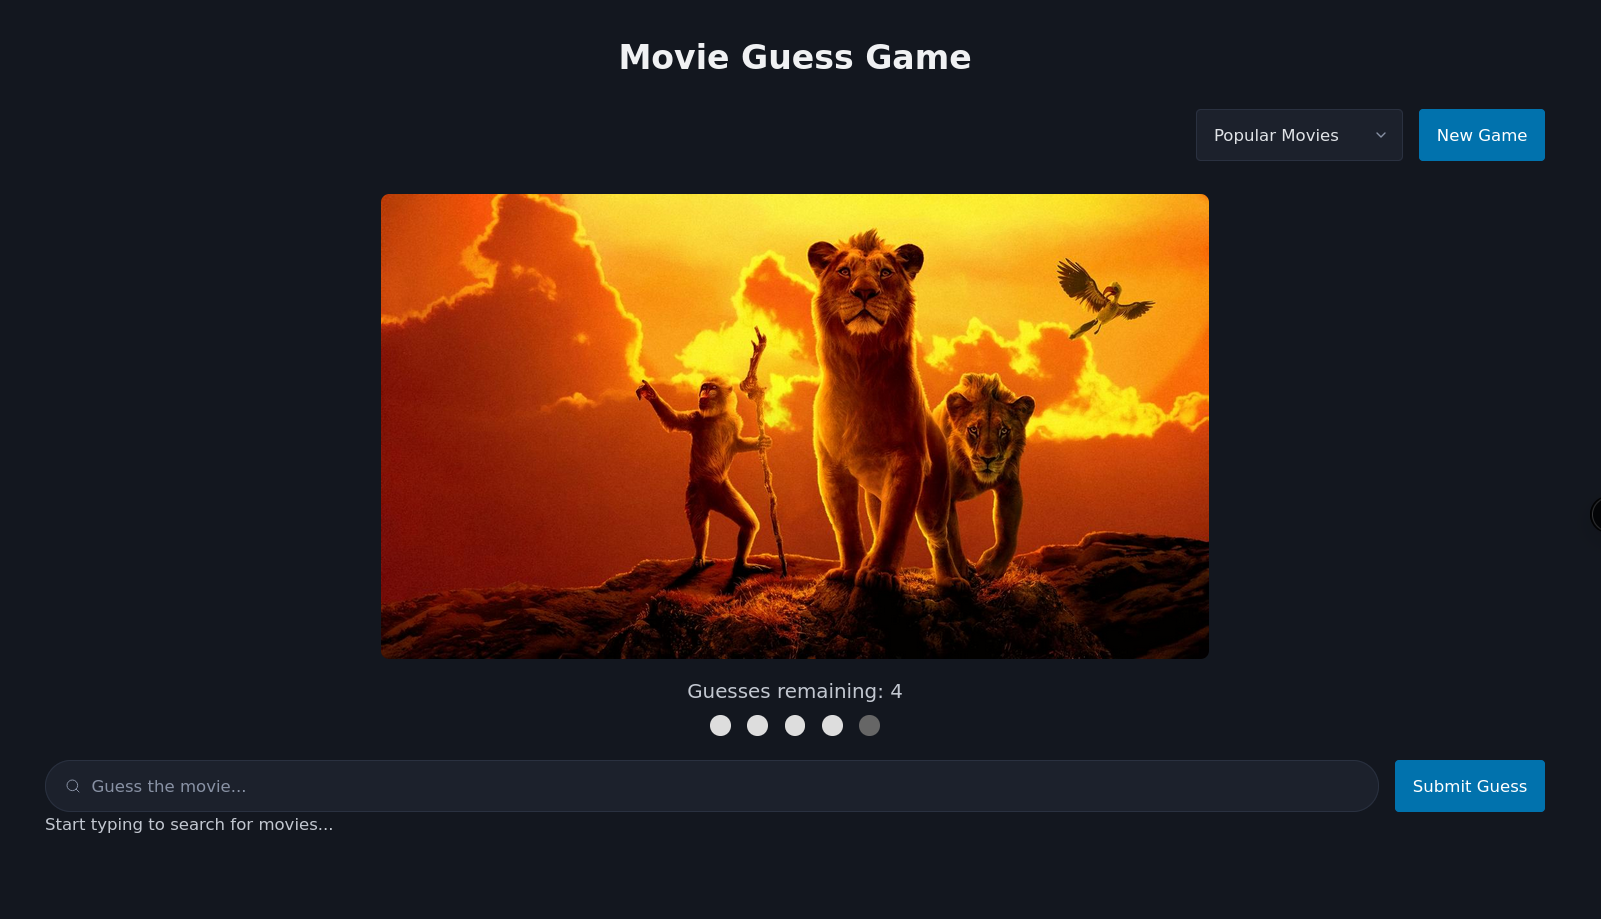 Movie Guess Game
Popular Movies
New Game
Guesses remaining: 4
Guess the movie...
Submit Guess
Start typing to search for movies...